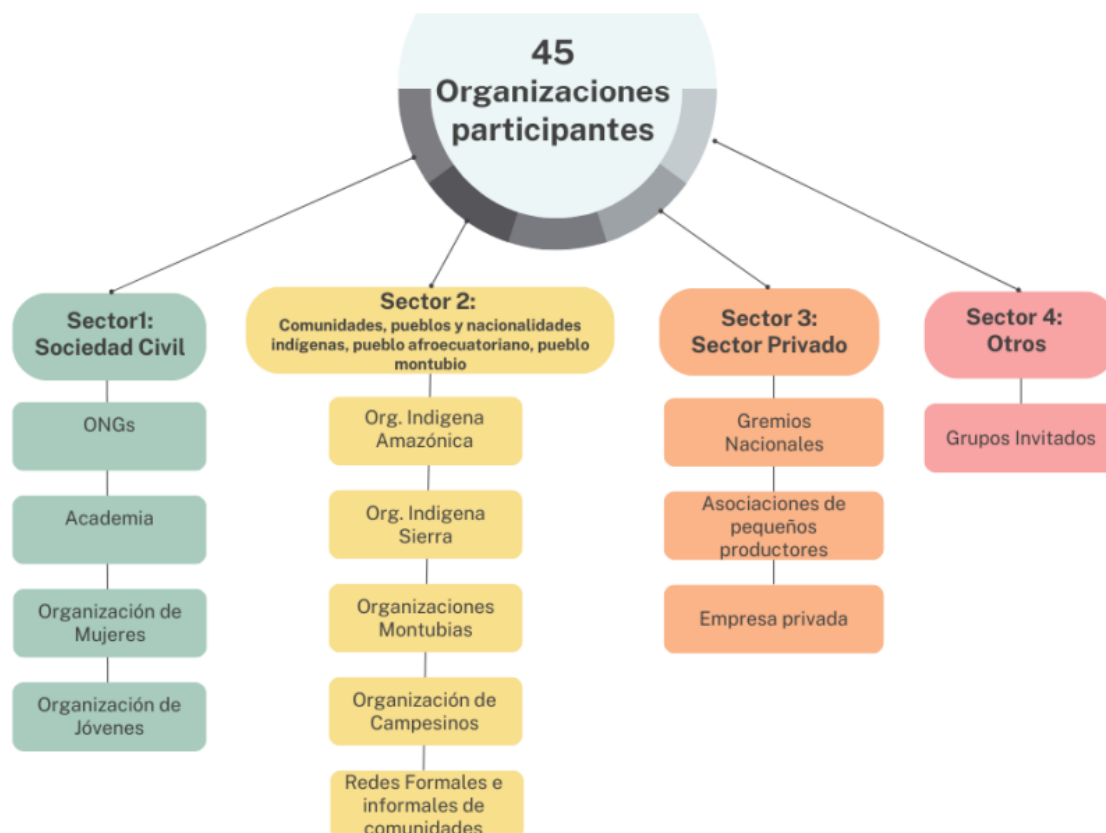 45
Organizaciones
participantes
Sector1:
Sociedad Civil
ONGs
Academia
Organización de
Mujeres
Organización de
Jóvenes
Sector 2:
Comunidades, pueblos y nacionalidades
indígenas, pueblo afroecuatoriano, pueblo
montubio
Org. Indigena
Amazónica
Org. Indigena
Sierra
Organizaciones
Montubias
Organización de
Campesinos
Redes Formales e
informales de
comunidades
Sector 3:
Sector Privado
Gremios
Nacionales
Asociaciones de
pequeños
productores
Empresa privada
Sector 4:
Otros
Grupos Invitados